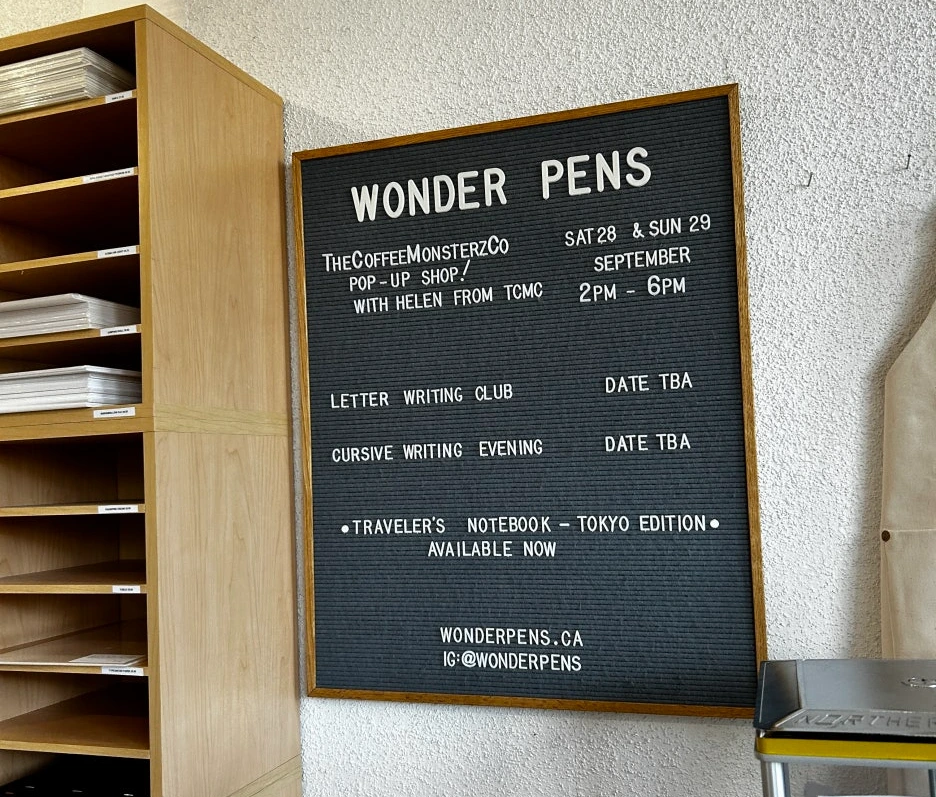 WONDER PENS
THECOFFEEMONSTERZCO
POP-UP SHOP!
WITH HELEN FROM TCMC
SAT 28 & SUN 29
SEPTEMBER
2PM - 6PM
LETTER WRITING CLUB DATE TBA
CURSIVE WRITING EVENING DATE TBA
• TRAVELER'S NOTEBOOK - TOKYO EDITION •
AVAILABLE NOW
WONDERPENS.CA
IG:@WONDERPENS